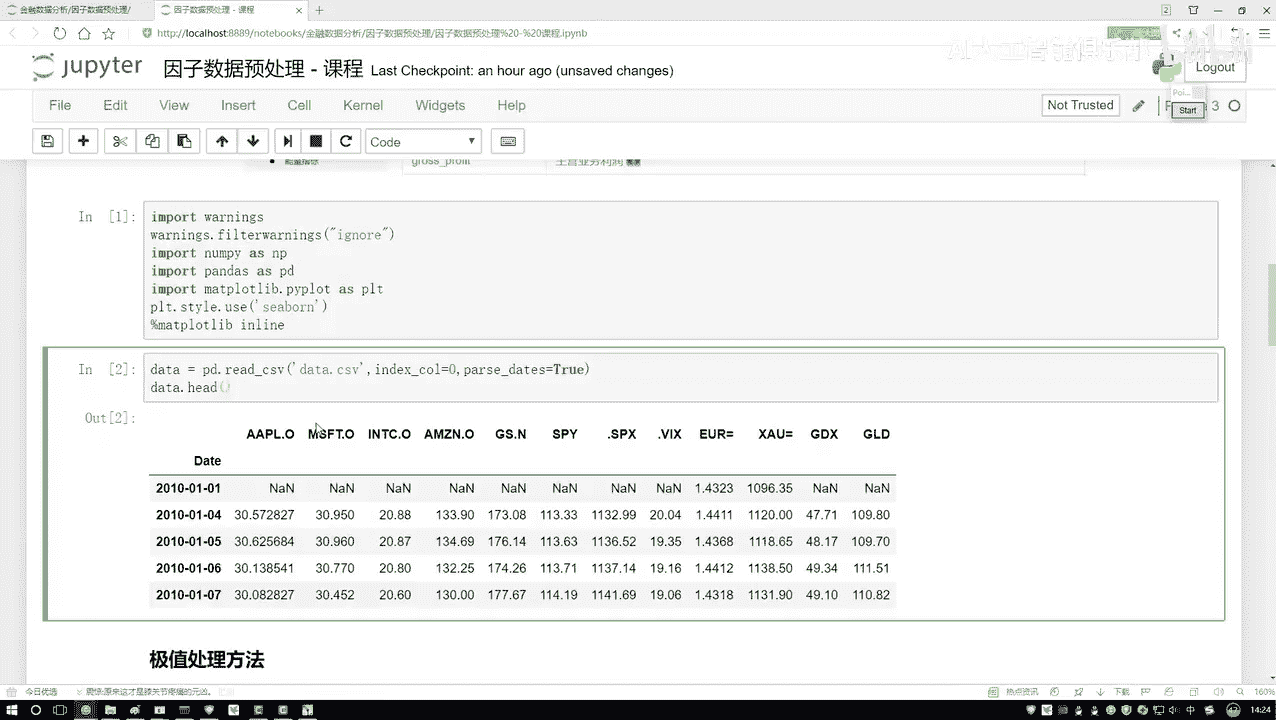 金融数据分析/因子数据预处理/
因子数据预处理 - 课程
http://localhost:8889/notebooks/金融数据分析/因子数据预处理/因子数据预处理%20-%20课程.ipynb
jupyter 因子数据预处理 - 课程 Last Checkpoint: an hour ago (unsaved changes)
Logout
File Edit View Insert Cell Kernel Widgets Help
Not Trusted
3
Start
Code
gross_profit 主营业务利润
In [1]: import warnings
warnings.filterwarnings("ignore")
import numpy as np
import pandas as pd
import matplotlib.pyplot as plt
plt.style.use('seaborn')
%matplotlib inline
In [2]: data = pd.read_csv('data.csv',index_col=0,parse_dates=True)
data.head()
Out[2]:
AAPL.O MSFT.O INTC.O AMZN.O GS.N SPY .SPX .VIX EUR= XAU= GDX GLD
Date
2010-01-01 NaN NaN NaN NaN NaN NaN NaN NaN 1.4323 1096.35 NaN NaN
2010-01-04 30.572827 30.950 20.88 133.90 173.08 113.33 1132.99 20.04 1.4411 1120.00 47.71 109.80
2010-01-05 30.625684 30.960 20.87 134.69 176.14 113.63 1136.52 19.35 1.4368 1118.65 48.17 109.70
2010-01-06 30.138541 30.770 20.80 132.25 174.26 113.71 1137.14 19.16 1.4412 1138.50 49.34 111.51
2010-01-07 30.082827 30.452 20.60 130.00 177.67 114.19 1141.69 19.06 1.4318 1131.90 49.10 110.82
极值处理方法
今日优选
热点资讯
下载
160%
中
14:24